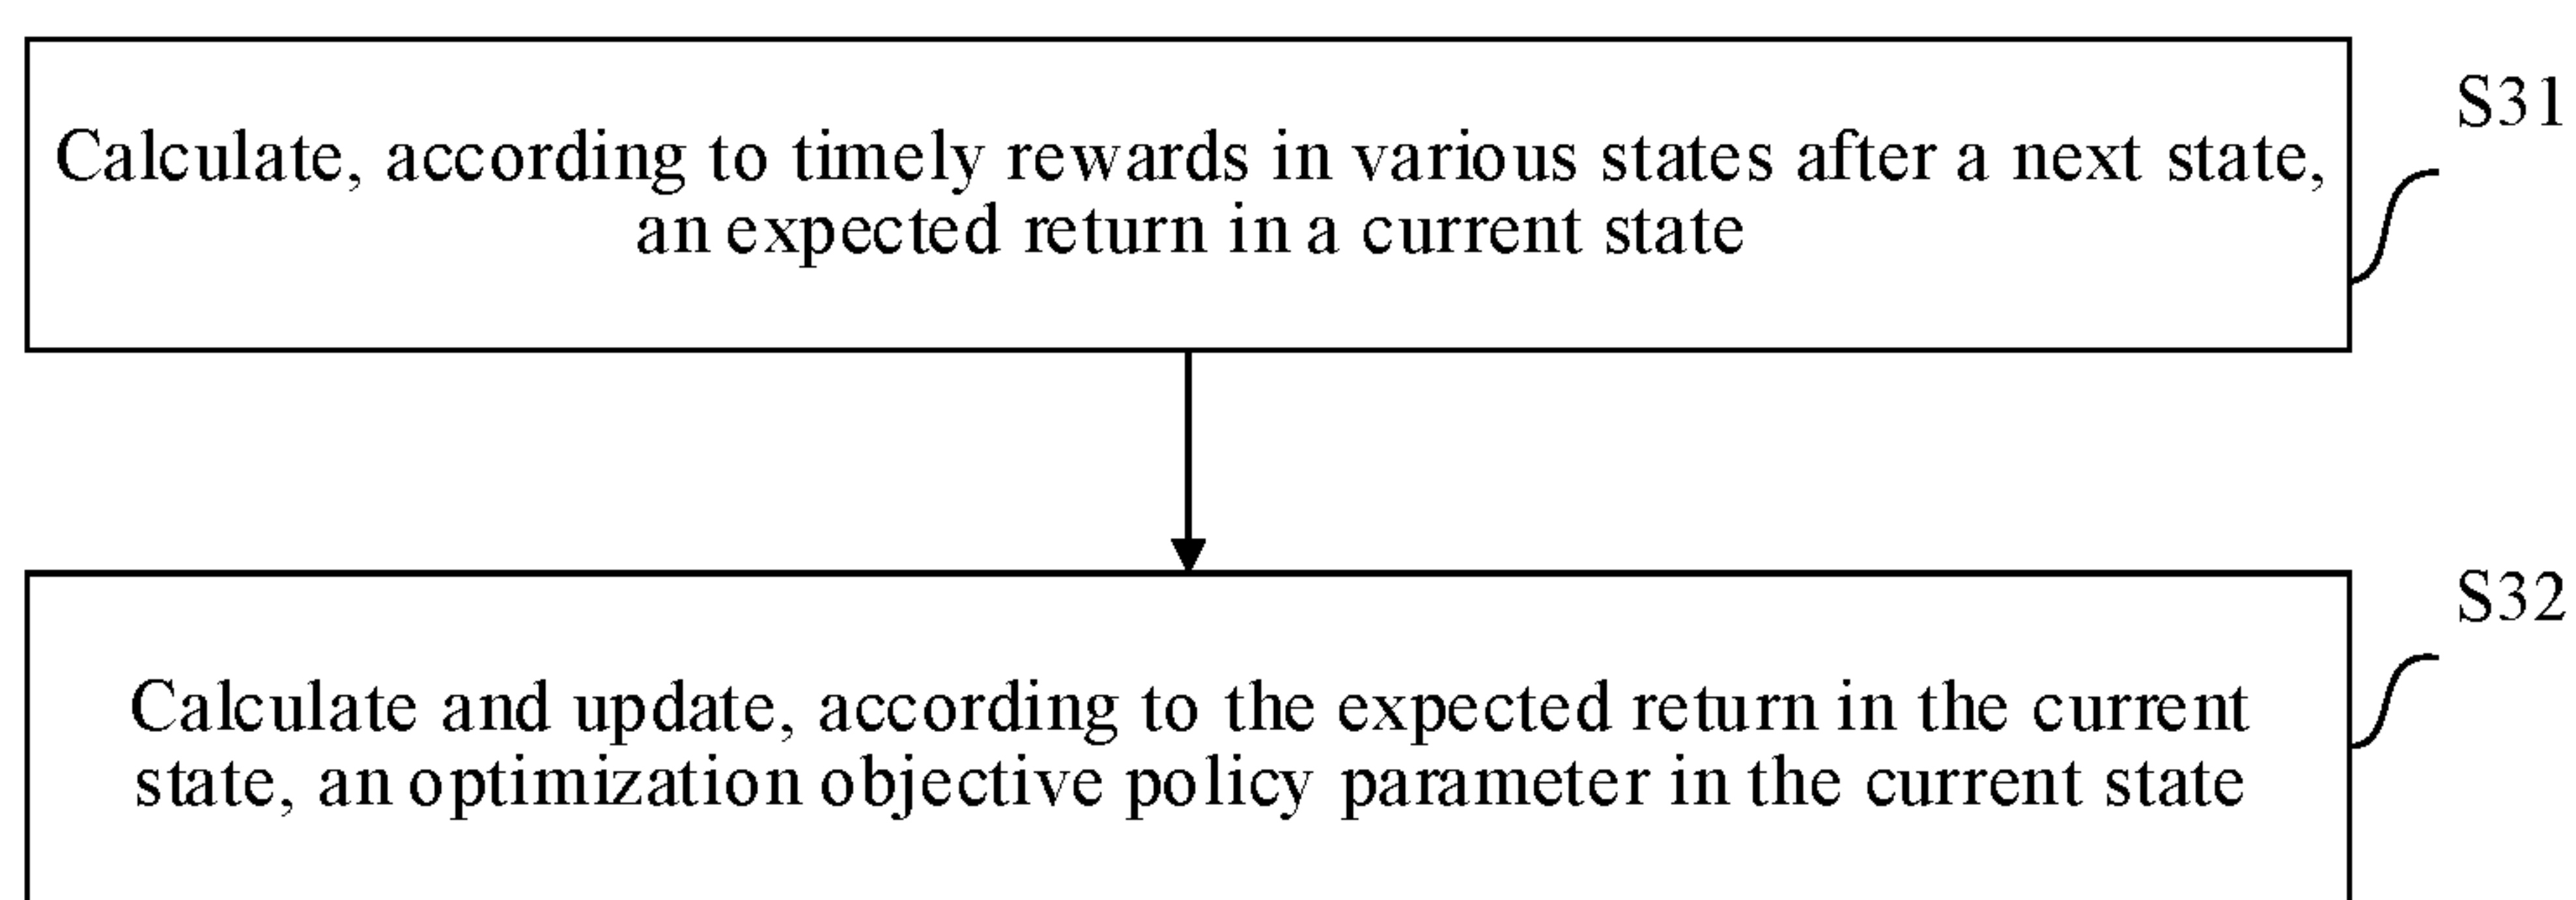 S31
Calculate, according to timely rewards in various states after a next state,
an expected return in a current state
S32
Calculate and update, according to the expected return in the current
state, an optimization objective policy parameter in the current state